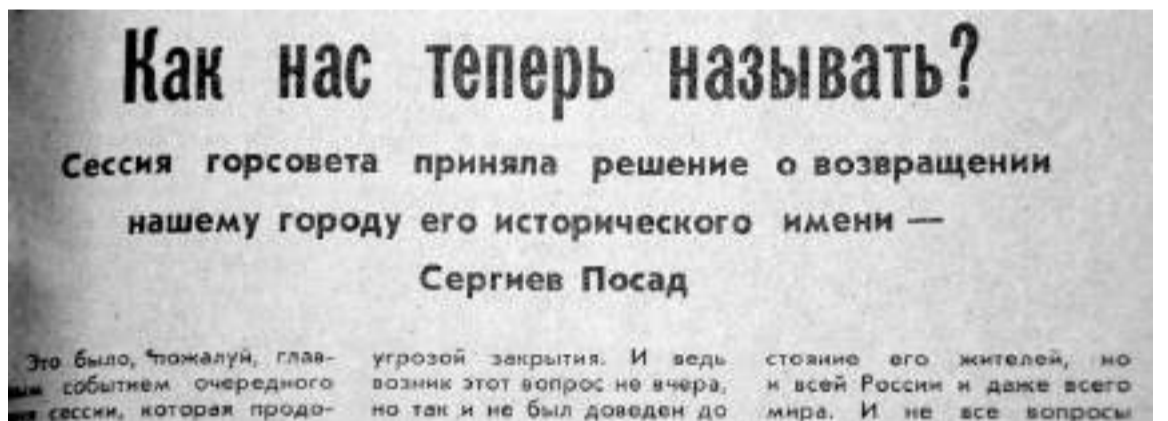 Как нас теперь называть?
Сессия горсовета приняла решение о возвращении
нашему городу его исторического имени —
Сергиев Посад
Это было, пожалуй, глав-
событием очередного
сессии, которая продо-
угрозой закрытия. И ведь
возник этот вопрос не вчера,
но так и не был доведен до
стояние его жителей, но
и всей России и даже всего
мира. И не все вопросы